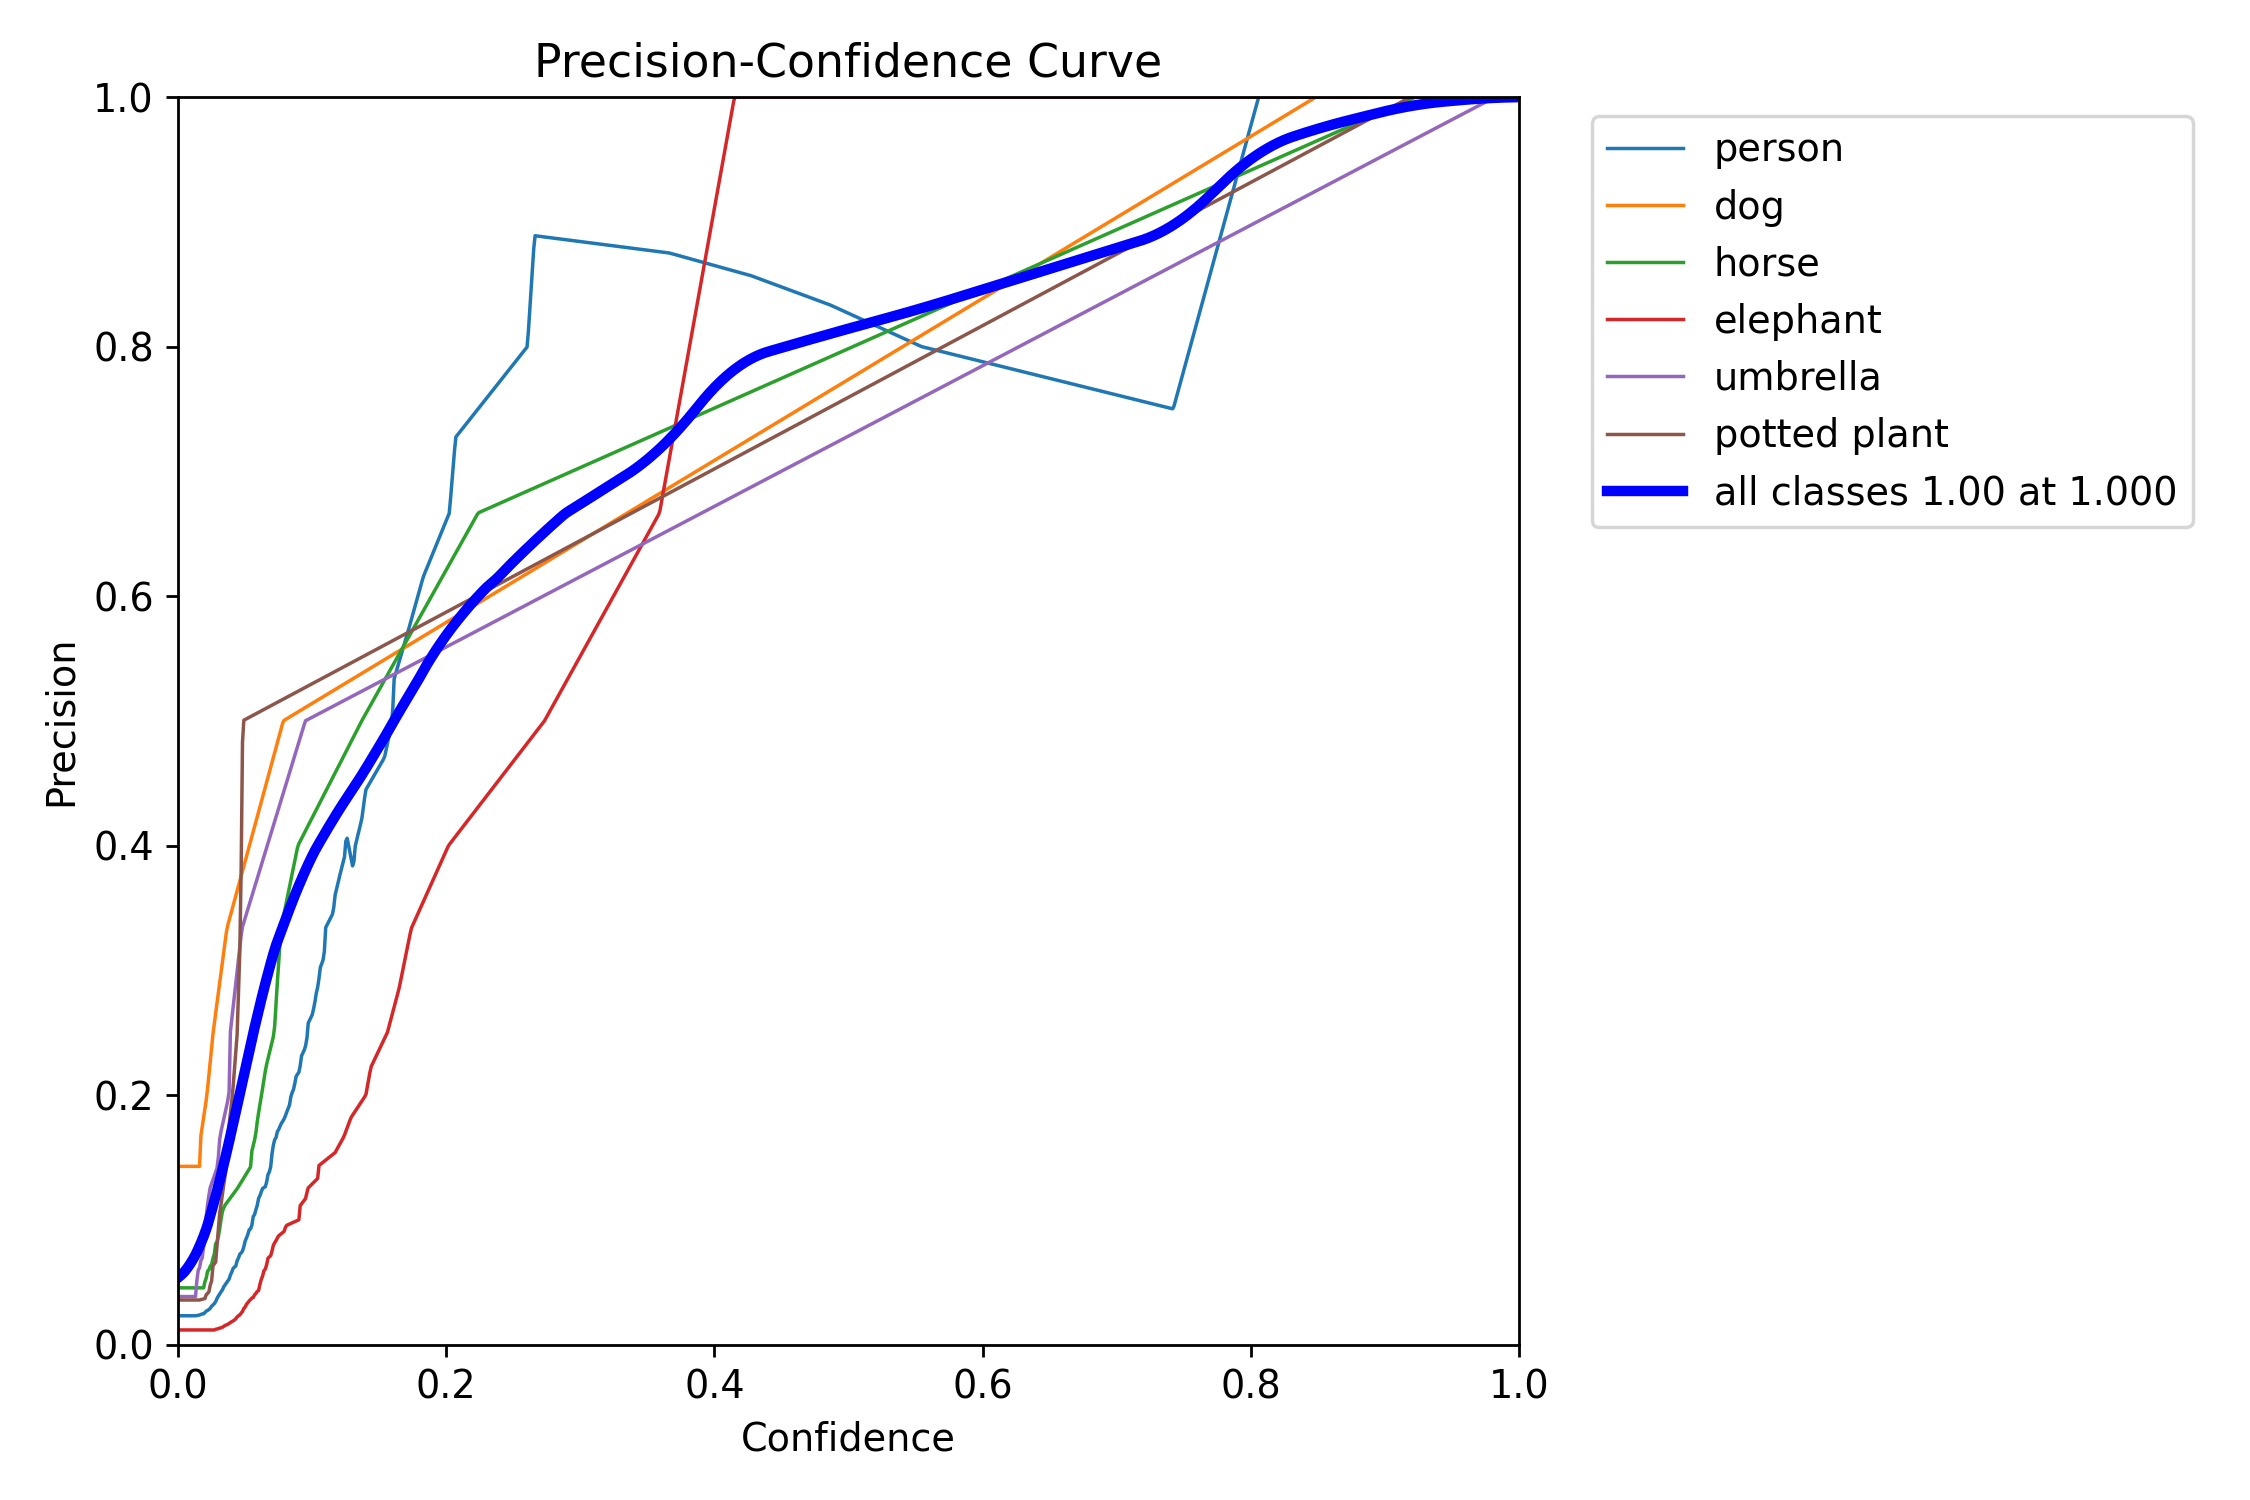 Precision-Confidence Curve
1.0
0.8
0.6
0.4
0.2
0.0
Precision
0.0 0.2 0.4 0.6 0.8 1.0
Confidence
person
dog
horse
elephant
umbrella
potted plant
all classes 1.00 at 1.000